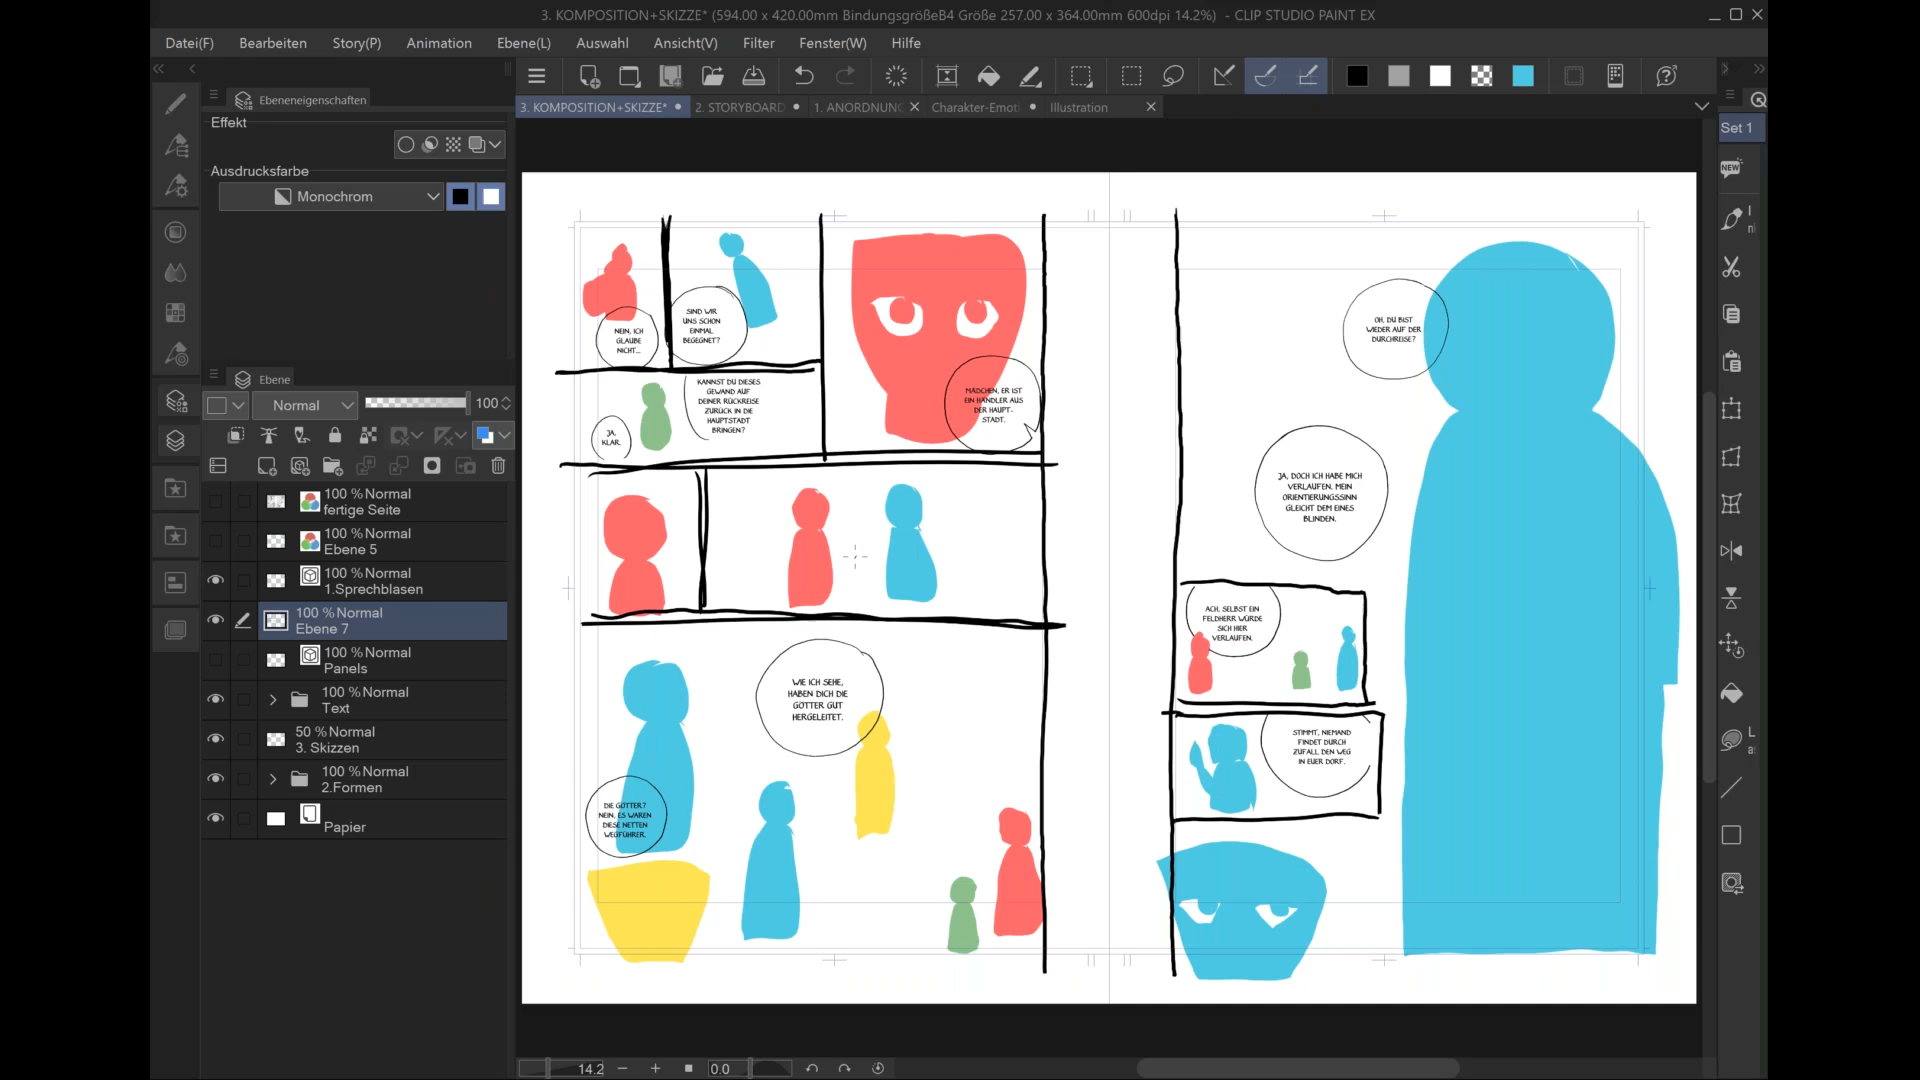 3. KOMPOSITION+SKIZZE* (594.00 x 420.00mm BindungsgrößeB4 Größe 257.00 x 364.00mm 600dpi 14.2%) - CLIP STUDIO PAINT EX
Datei(F) Bearbeiten Story(P) Animation Ebene(L) Auswahl Ansicht(V) Filter Fenster(W) Hilfe
3. KOMPOSITION+SKIZZE* 2. STORYBOARD 1. ANORDNUN Charakter-Emot Illustration
Ebeneneigenschaften
Effekt
Ausdrucksfarbe
Monochrom
Ebene
Normal 100
100 % Normal
fertige Seite
100 % Normal
Ebene 5
100 % Normal
1.Sprechblasen
100 % Normal
Ebene 7
100 % Normal
Panels
100 % Normal
Text
50 % Normal
3. Skizzen
100 % Normal
2.Formen
Papier
NEIN, ICH
GLAUBE
NICHT...
SIND WIR
UNS SCHON
EINMAL
BEGEGNET?
KANNST DU DIESES
GEWAND AUF
DEINER RÜCKREISE
ZURÜCK IN DIE
HAUPTSTADT
BRINGEN?
JA,
KLAR.
MÄDCHEN, ER IST
EIN HÄNDLER AUS
DER HAUPT-
STADT.
WIE ICH SEHE,
HABEN DICH DIE
GÖTTER GUT
HERGELEITET.
DIE GÖTTER?
NEIN, ES WAREN
DIESE NETTEN
WEGFÜHRER.
OH, DU BIST
WIEDER AUF DER
DURCHREISE?
JA, DOCH ICH HABE MICH
VERLAUFEN. MEIN
ORIENTIERUNGSSINN
GLEICHT DEM EINES
BLINDEN.
ACH, SELBST EIN
FELDHERR WÜRDE
SICH HIER
VERLAUFEN.
STIMMT, NIEMAND
FINDET DURCH
ZUFALL DEN WEG
IN EUER DORF.
Set 1
NEW
14.2
0.0